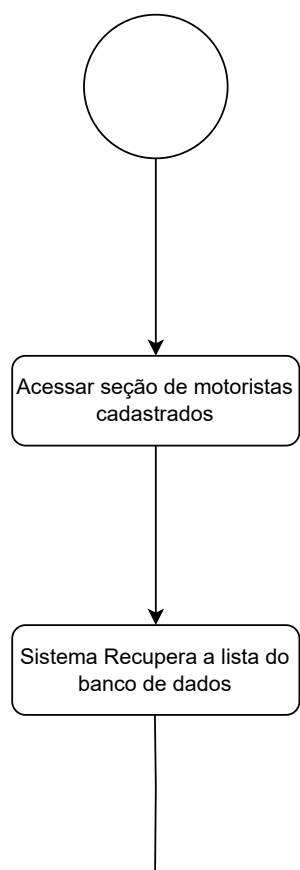 Acessar seção de motoristas
cadastrados
Sistema Recupera a lista do
banco de dados